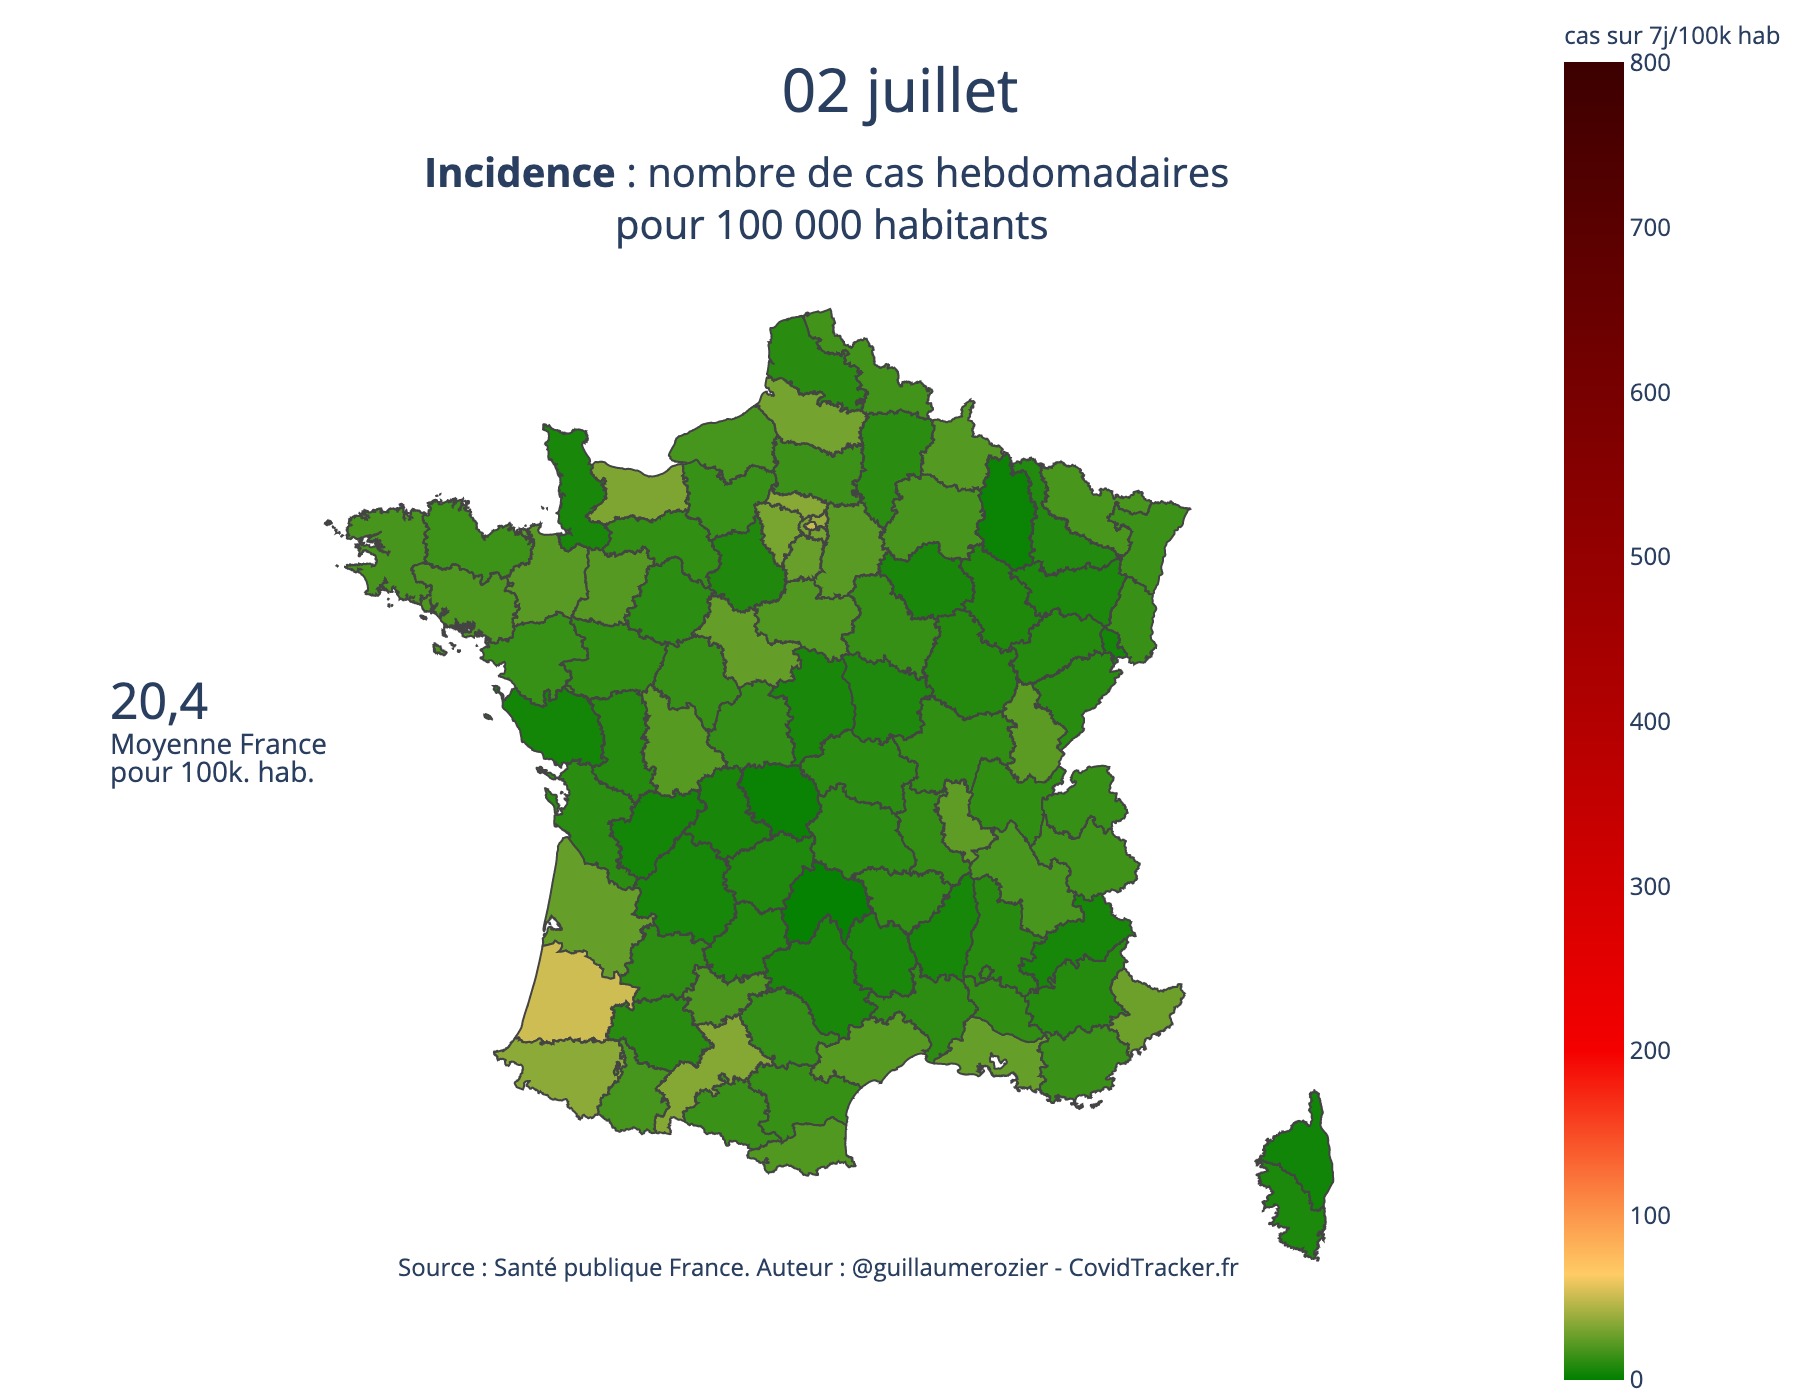 cas sur 7j/100k hab
02 juillet
Incidence : nombre de cas hebdomadaires
pour 100 000 habitants
20,4
Moyenne France
pour 100k. hab.
800
700
600
500
400
300
200
100
0
Source : Santé publique France. Auteur : @guillaumerozier - CovidTracker.fr